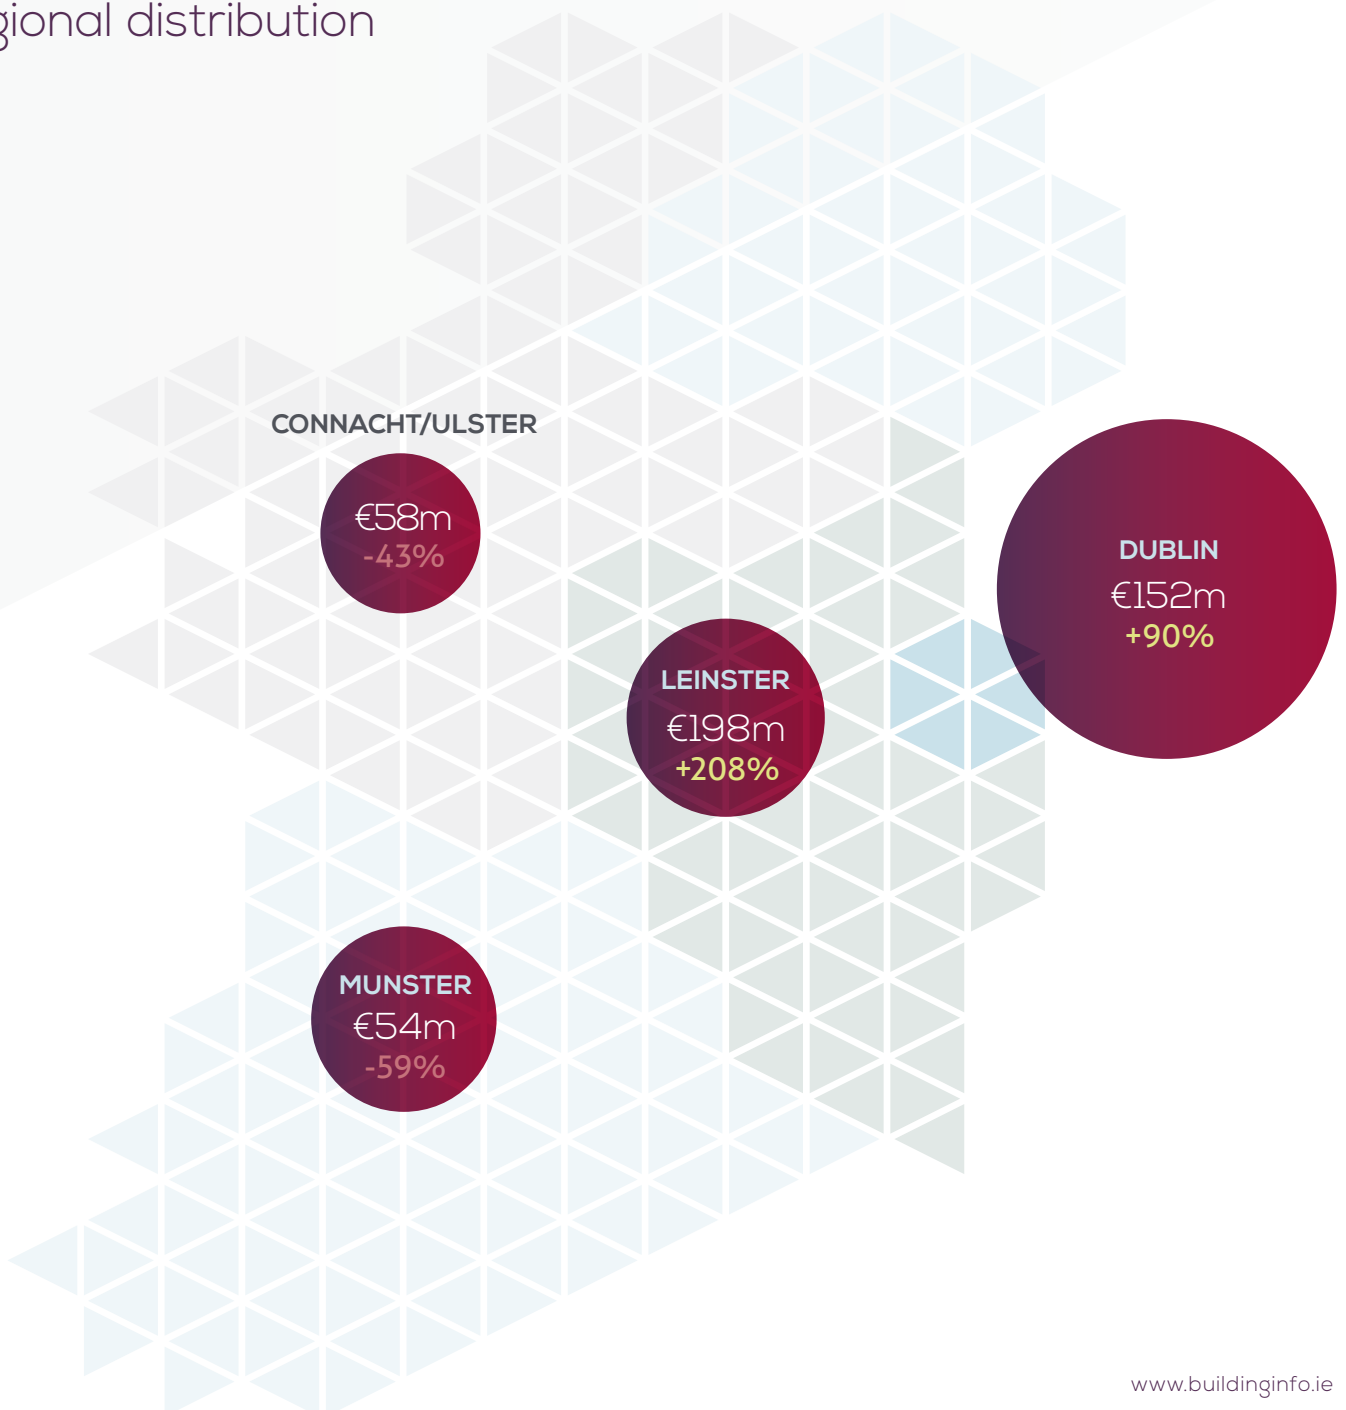 gional distribution
CONNACHT/ULSTER
€58m
-43%
DUBLIN
€152m
+90%
LEINSTER
€198m
+208%
MUNSTER
€54m
-59%
www.buildinginfo.ie